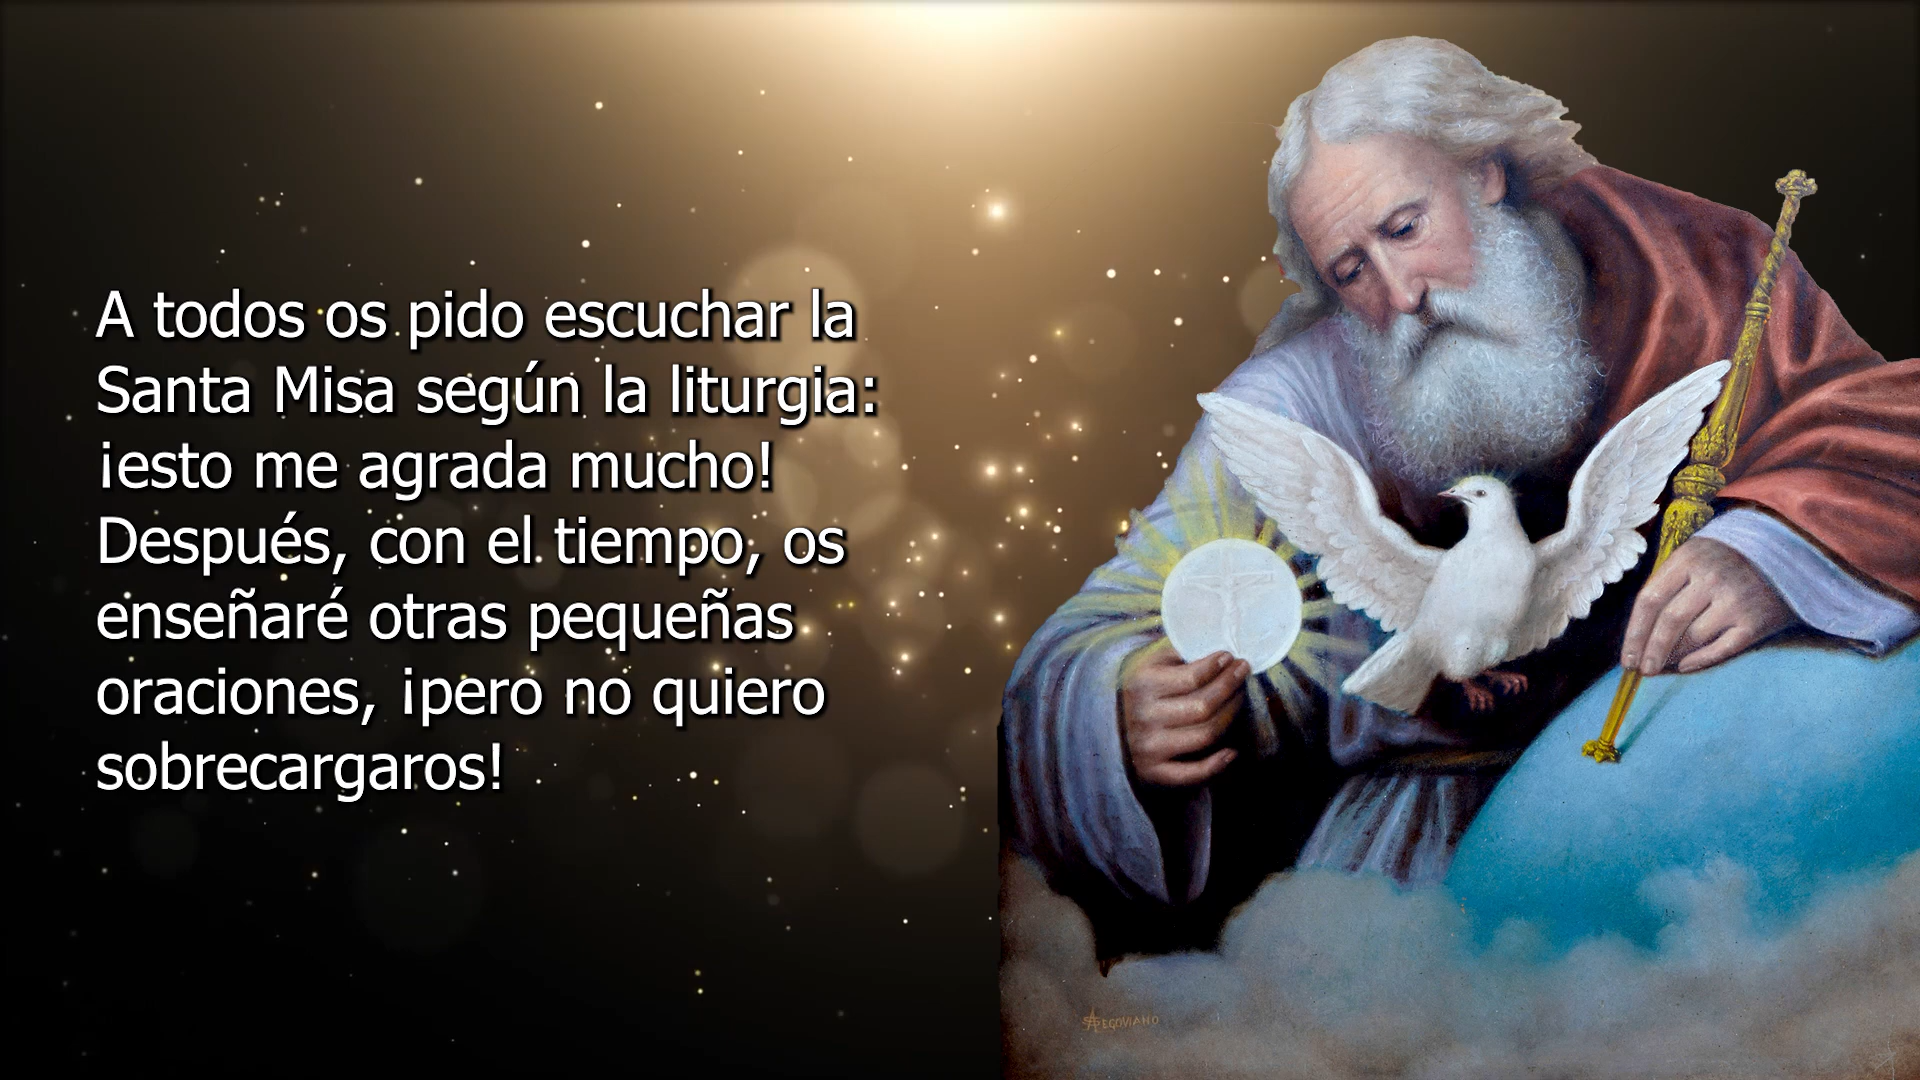 A todos os pido escuchar la
Santa Misa según la liturgia:
¡esto me agrada mucho!
Después, con el tiempo, os
enseñaré otras pequeñas
oraciones, ¡pero no quiero
sobrecargaros!
SEGOVIANO